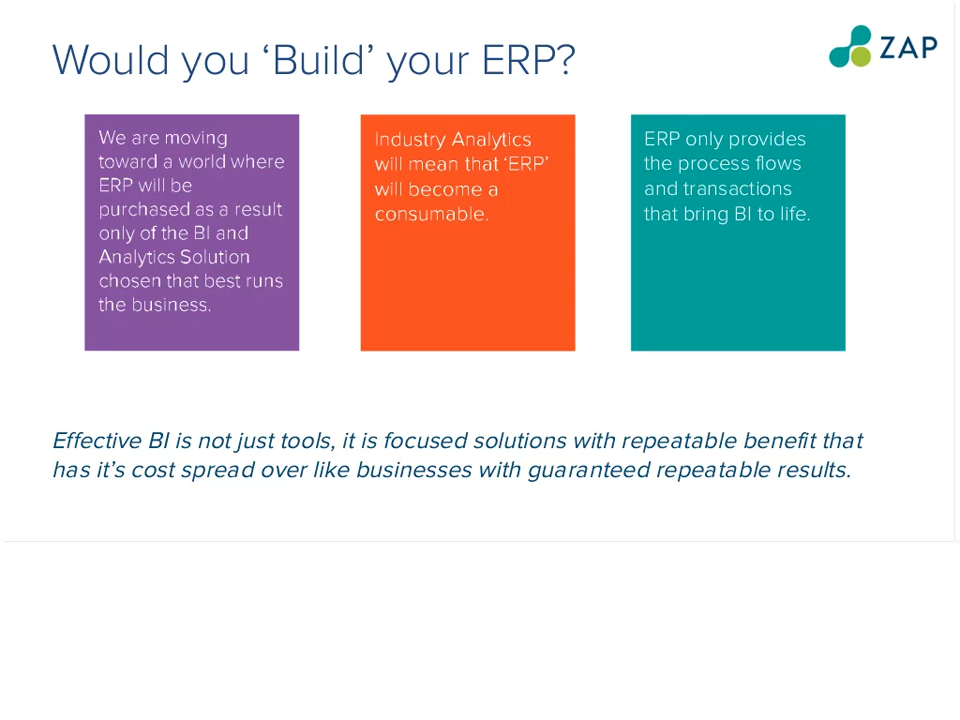 Would you ‘Build’ your ERP?
ZAP
We are moving
toward a world where
ERP will be
purchased as a result
only of the BI and
Analytics Solution
chosen that best runs
the business.
Industry Analytics
will mean that ‘ERP’
will become a
consumable.
ERP only provides
the process flows
and transactions
that bring BI to life.
Effective BI is not just tools, it is focused solutions with repeatable benefit that
has it’s cost spread over like businesses with guaranteed repeatable results.